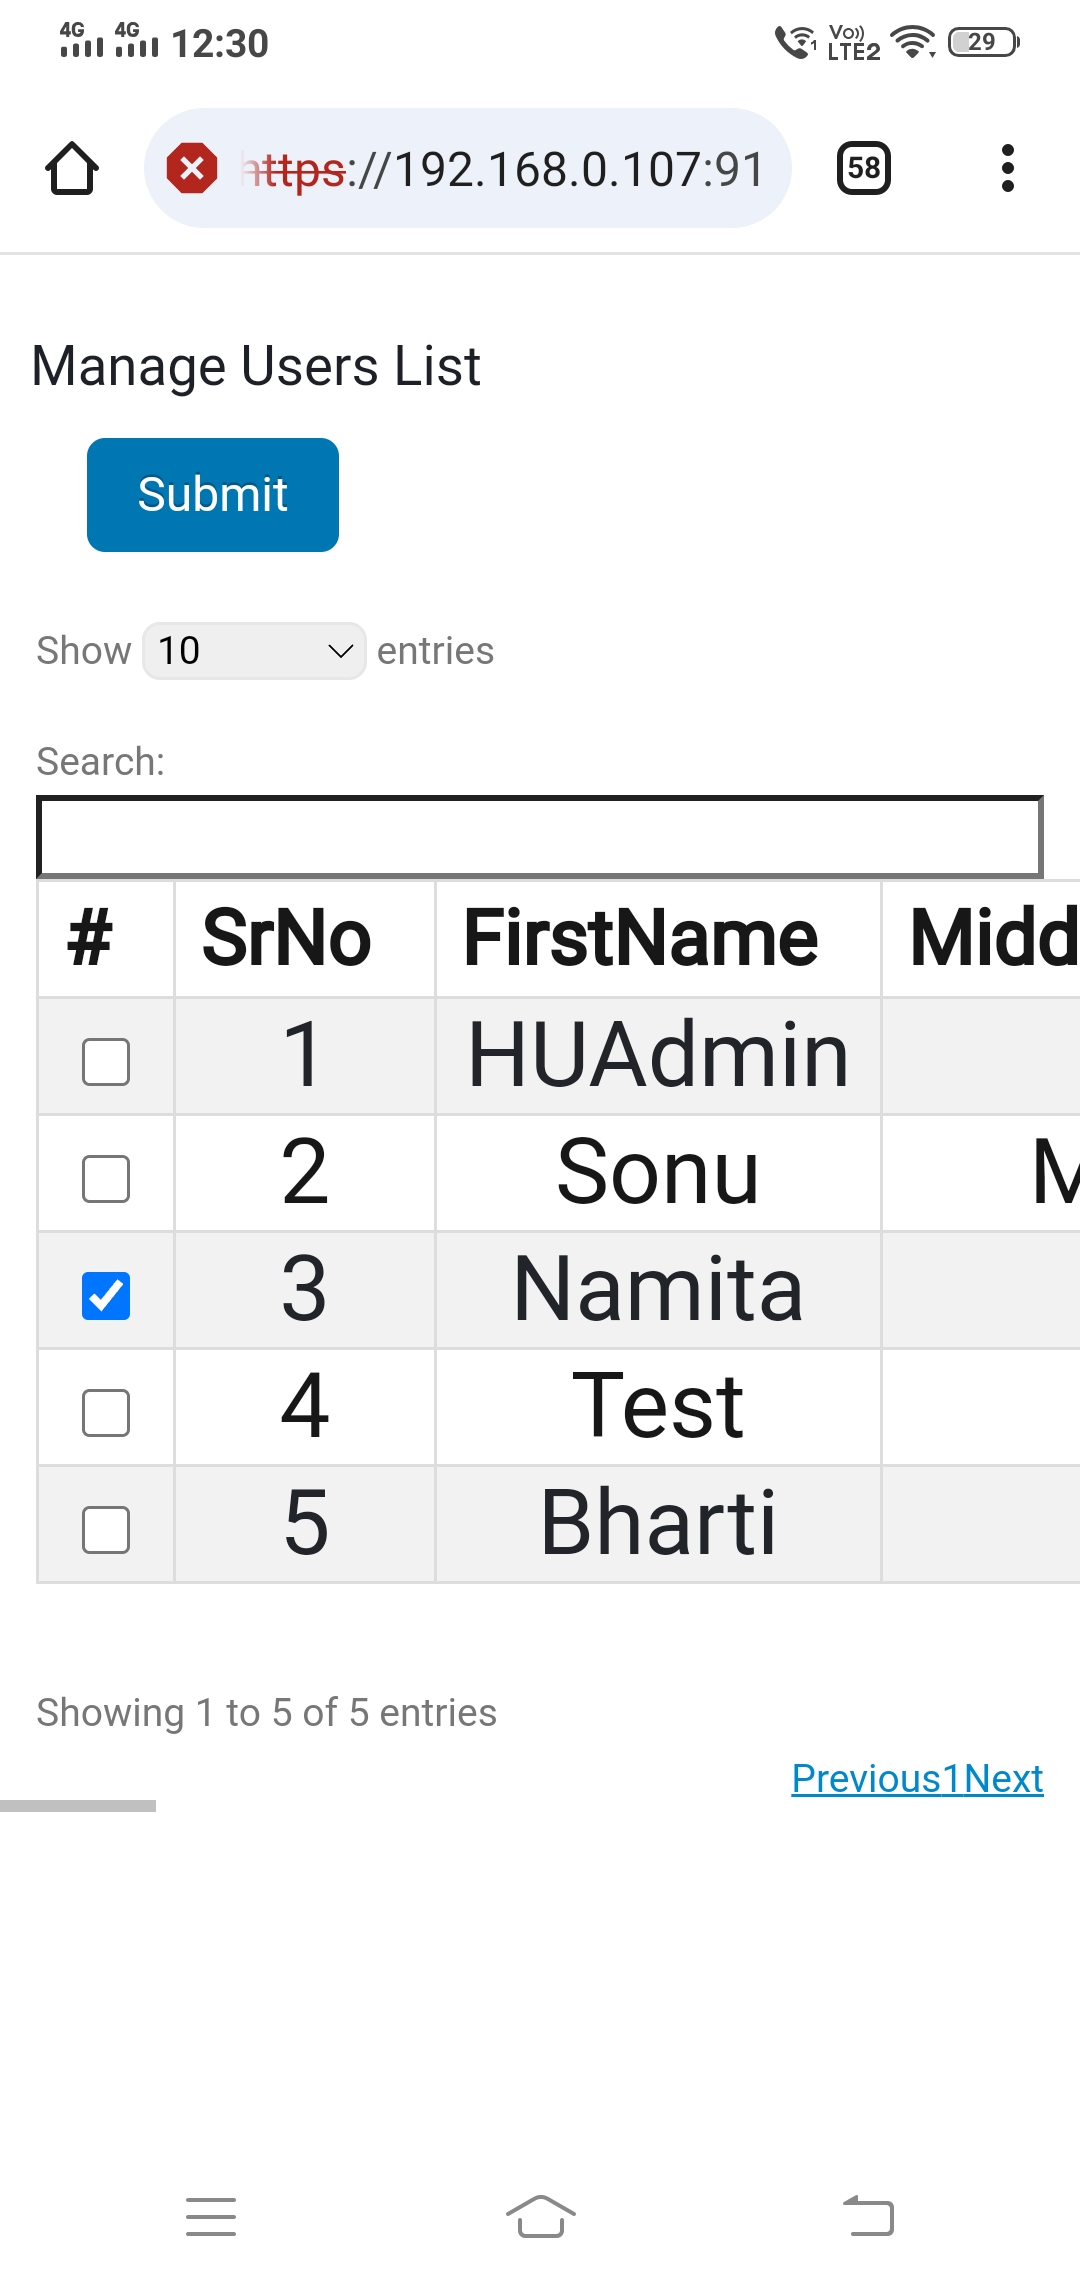 4G 4G 12:30 1 Vo)) LTE2 29
https://192.168.0.107:91 58
Manage Users List
Submit
Show 10 entries
Search:
# SrNo FirstName Midd
1 HUAdmin
2 Sonu M
3 Namita
4 Test
5 Bharti
Showing 1 to 5 of 5 entries
Previous1Next